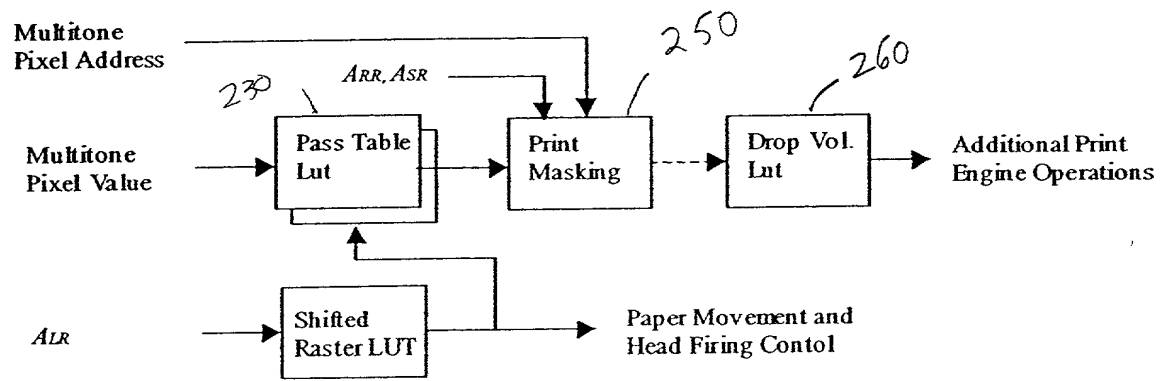 Multitone
Pixel Address
250
260
ARR, ASR
230
Pass Table
Lut
Print
Masking
Drop Vol.
Lut
Multitone
Pixel Value
Additional Print
Engine Operations
ALR
Shifted
Raster LUT
Paper Movement and
Head Firing Contol